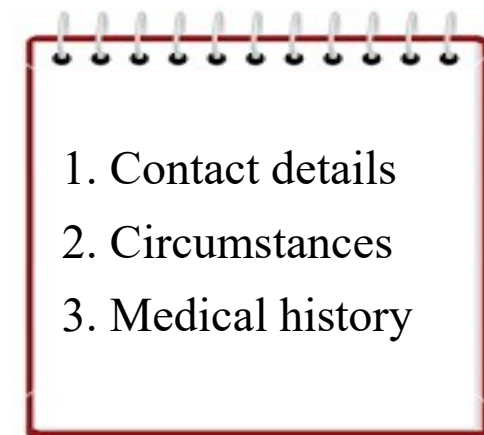 1. Contact details
2. Circumstances
3. Medical history